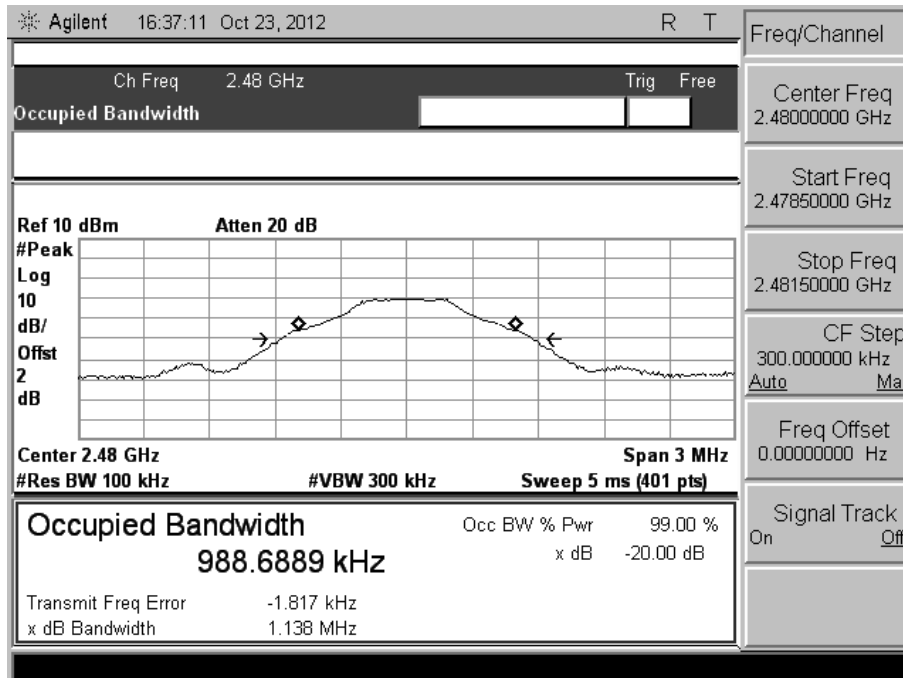 Agilent 16:37:11 Oct 23, 2012 R T
Ch Freq 2.48 GHz Trig Free
Occupied Bandwidth
Ref 10 dBm Atten 20 dB
#Peak
Log
10
dB/
Offst
2
dB
Center 2.48 GHz Span 3 MHz
#Res BW 100 kHz #VBW 300 kHz Sweep 5 ms (401 pts)
Occupied Bandwidth
988.6889 kHz
Occ BW % Pwr 99.00 %
x dB -20.00 dB
Transmit Freq Error -1.817 kHz
x dB Bandwidth 1.138 MHz
Freq/Channel
Center Freq
2.48000000 GHz
Start Freq
2.47850000 GHz
Stop Freq
2.48150000 GHz
CF Step
300.000000 kHz
Auto Ma
Freq Offset
0.00000000 Hz
Signal Track
On Off